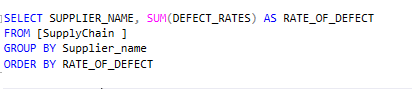 SELECT SUPPLIER_NAME, SUM(DEFECT_RATES) AS RATE_OF_DEFECT
FROM [SupplyChain ]
GROUP BY Supplier_name
ORDER BY RATE_OF_DEFECT